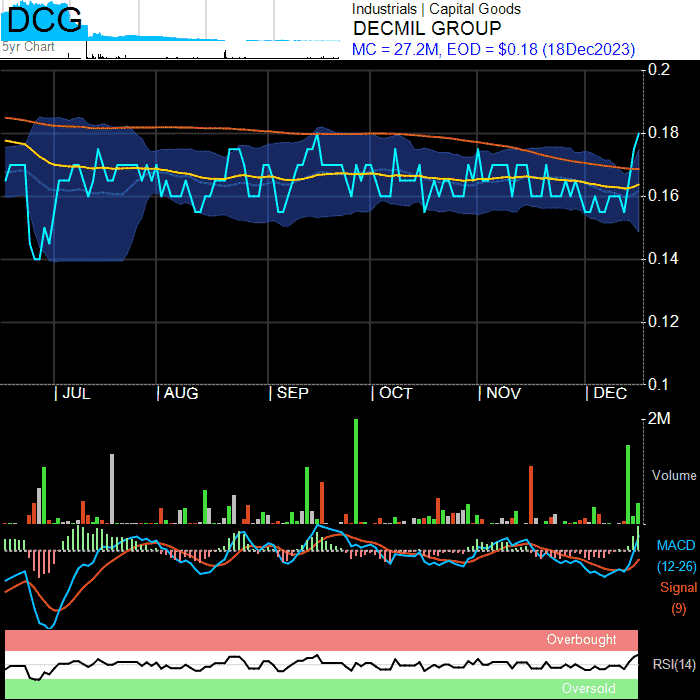 DCG
5yr Chart
Industrials | Capital Goods
DECMIL GROUP
MC = 27.2M, EOD = $0.18 (18Dec2023)
0.2
0.18
0.16
0.14
0.12
0.1
JUL AUG SEP OCT NOV DEC
2M
Volume
MACD
(12-26)
Signal
(9)
Overbought
RSI(14)
Oversold